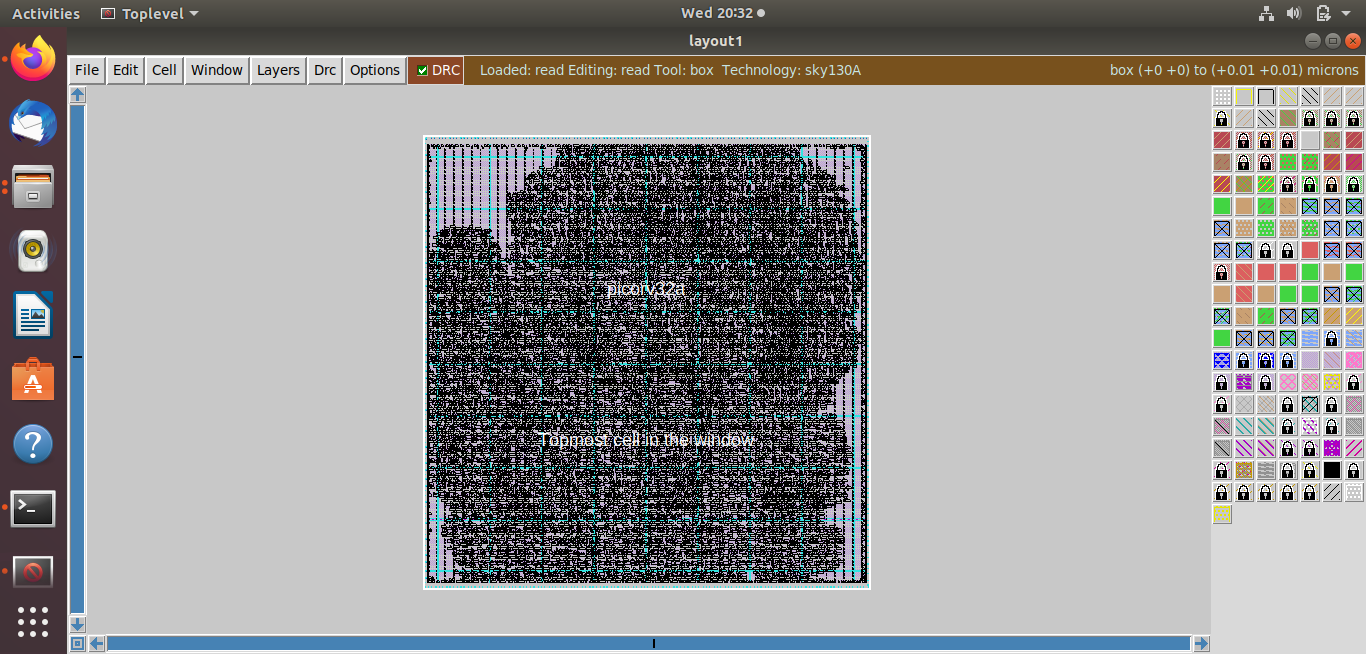 Activities Toplevel Wed 20:32
layout1
File Edit Cell Window Layers Drc Options DRC Loaded: read Editing: read Tool: box Technology: sky130A box (+0 +0) to (+0.01 +0.01) microns
picorv32a
Topmost cell in the window